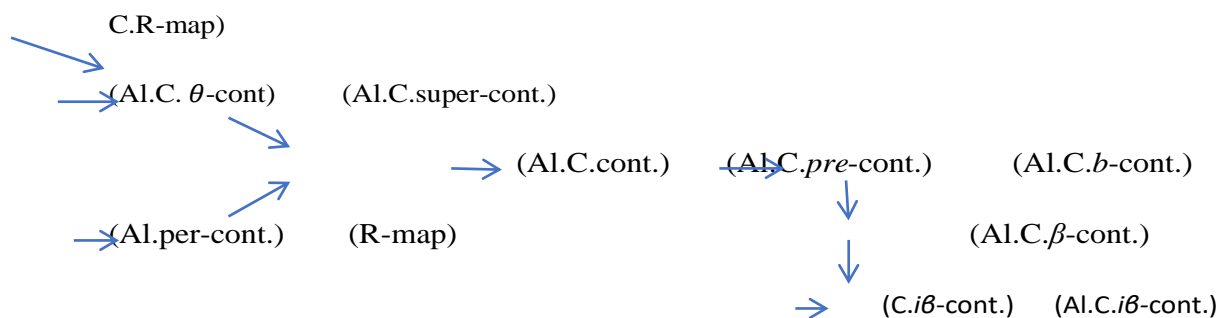 C.R-map)
(Al.C. θ-cont) (Al.C.super-cont.)
(Al.C.cont.) (Al.C.pre-cont.) (Al.C.b-cont.)
(Al.per-cont.) (R-map) (Al.C.β-cont.)
(C.iβ-cont.) (Al.C.iβ-cont.)